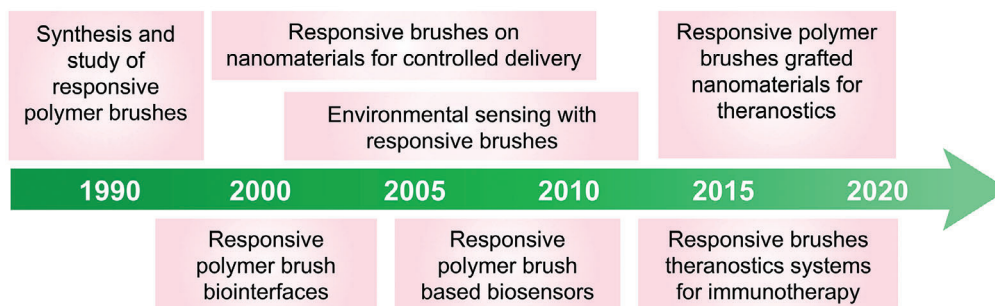 Synthesis and
study of
responsive
polymer brushes
Responsive brushes on
nanomaterials for controlled delivery
Environmental sensing with
responsive brushes
Responsive polymer
brushes grafted
nanomaterials for
theranostics
1990 2000 2005 2010 2015 2020
Responsive
polymer brush
biointerfaces
Responsive
polymer brush
based biosensors
Responsive brushes
theranostics systems
for immunotherapy